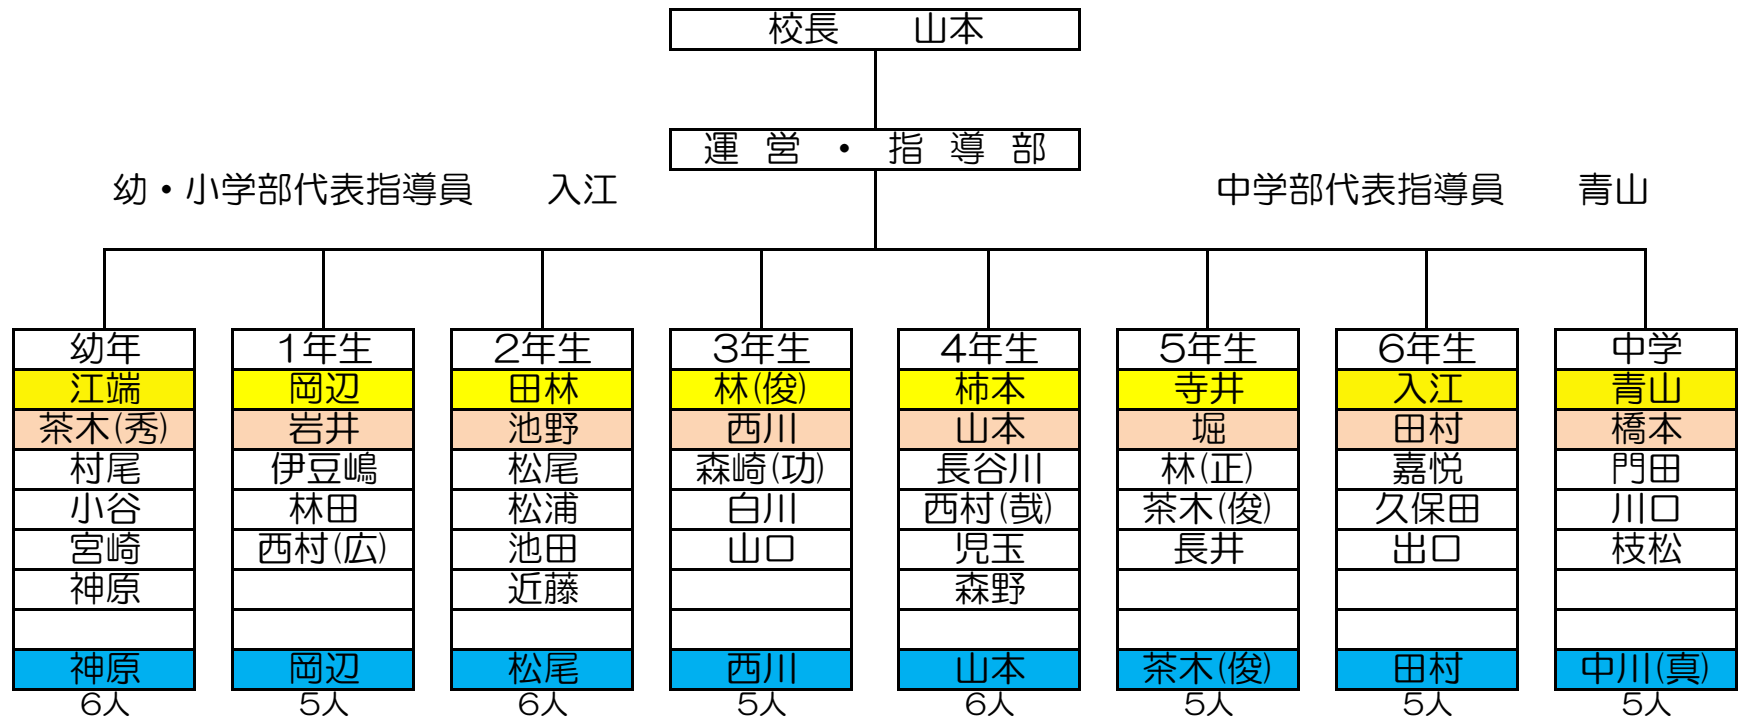 校長　山本
運営・指導部
幼・小学部代表指導員　入江
中学部代表指導員　青山
幼年 1年生 2年生 3年生 4年生 5年生 6年生 中学
江端 岡辺 田林 林(俊) 柿本 寺井 入江 青山
茶木(秀) 岩井 池野 西川 山本 堀 田村 橋本
村尾 伊豆嶋 松尾 森崎(功) 長谷川 林(正) 嘉悦 門田
小谷 林田 松浦 白川 西村(哉) 茶木(俊) 久保田 川口
宮崎 西村(広) 池田 山口 児玉 長井 出口 枝松
神原 近藤 森野
神原 岡辺 松尾 西川 山本 茶木(俊) 田村 中川(真)
6人 5人 6人 5人 6人 5人 5人 5人